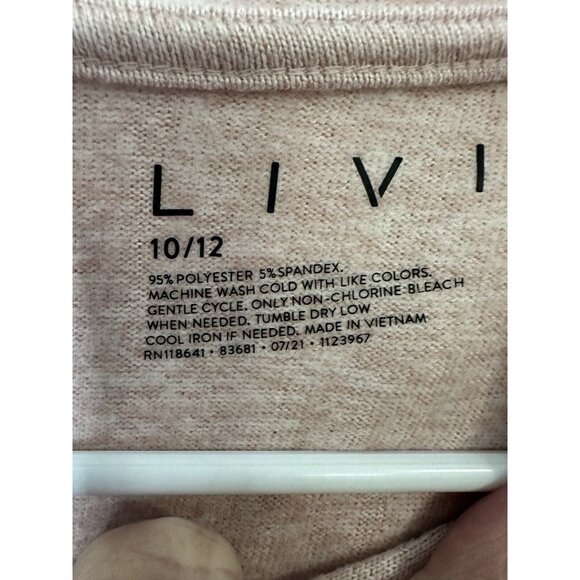 LIVI
10/12
95% POLYESTER 5% SPANDEX.
MACHINE WASH COLD WITH LIKE COLORS.
GENTLE CYCLE. ONLY NON-CHLORINE BLEACH
WHEN NEEDED. TUMBLE DRY LOW
COOL IRON IF NEEDED. MADE IN VIETNAM
RN118641 • 83681 • 07/21 • 1123967